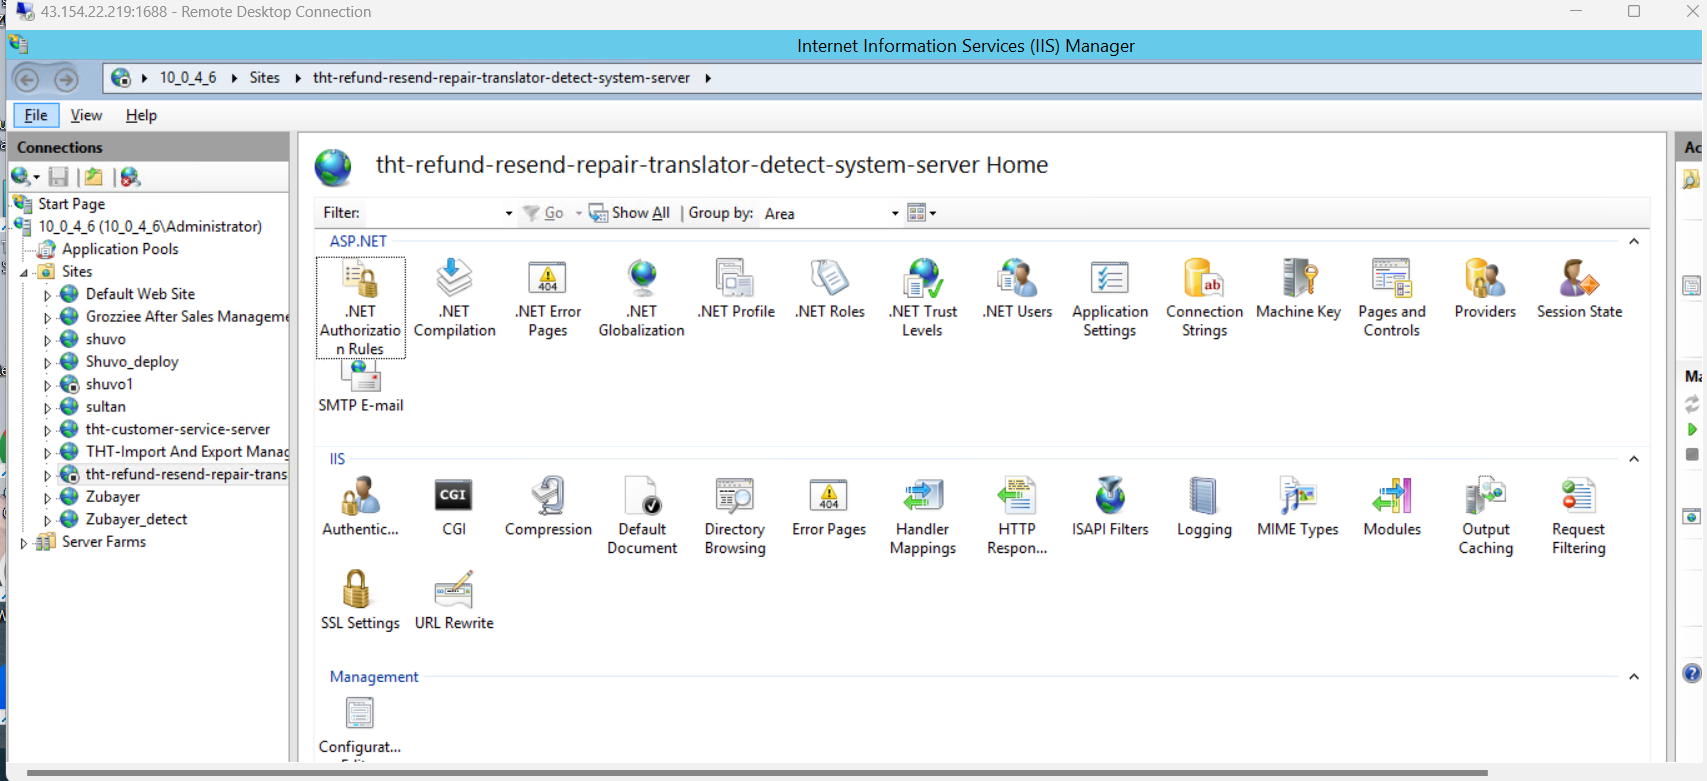 43.154.22.219:1688 - Remote Desktop Connection
Internet Information Services (IIS) Manager
10_0_4_6 Sites tht-refund-resend-repair-translator-detect-system-server
File View Help
Connections
Start Page
10_0_4_6 (10_0_4_6\Administrator)
Application Pools
Sites
Default Web Site
Grozziee After Sales Manageme
shuvo
Shuvo_deploy
shuvo1
sultan
tht-customer-service-server
THT-Import And Export Manag
tht-refund-resend-repair-trans
Zubayer
Zubayer_detect
Server Farms
tht-refund-resend-repair-translator-detect-system-server Home
Filter: Go Show All Group by: Area
ASP.NET
.NET Authorizatio n Rules
.NET Compilation
.NET Error Pages
.NET Globalization
.NET Profile
.NET Roles
.NET Trust Levels
.NET Users
Application Settings
Connection Strings
Machine Key
Pages and Controls
Providers
Session State
SMTP E-mail
IIS
Authentic...
CGI
Compression
Default Document
Directory Browsing
Error Pages
Handler Mappings
HTTP Respon...
ISAPI Filters
Logging
MIME Types
Modules
Output Caching
Request Filtering
SSL Settings
URL Rewrite
Management
Configurat...
Ac
Ma